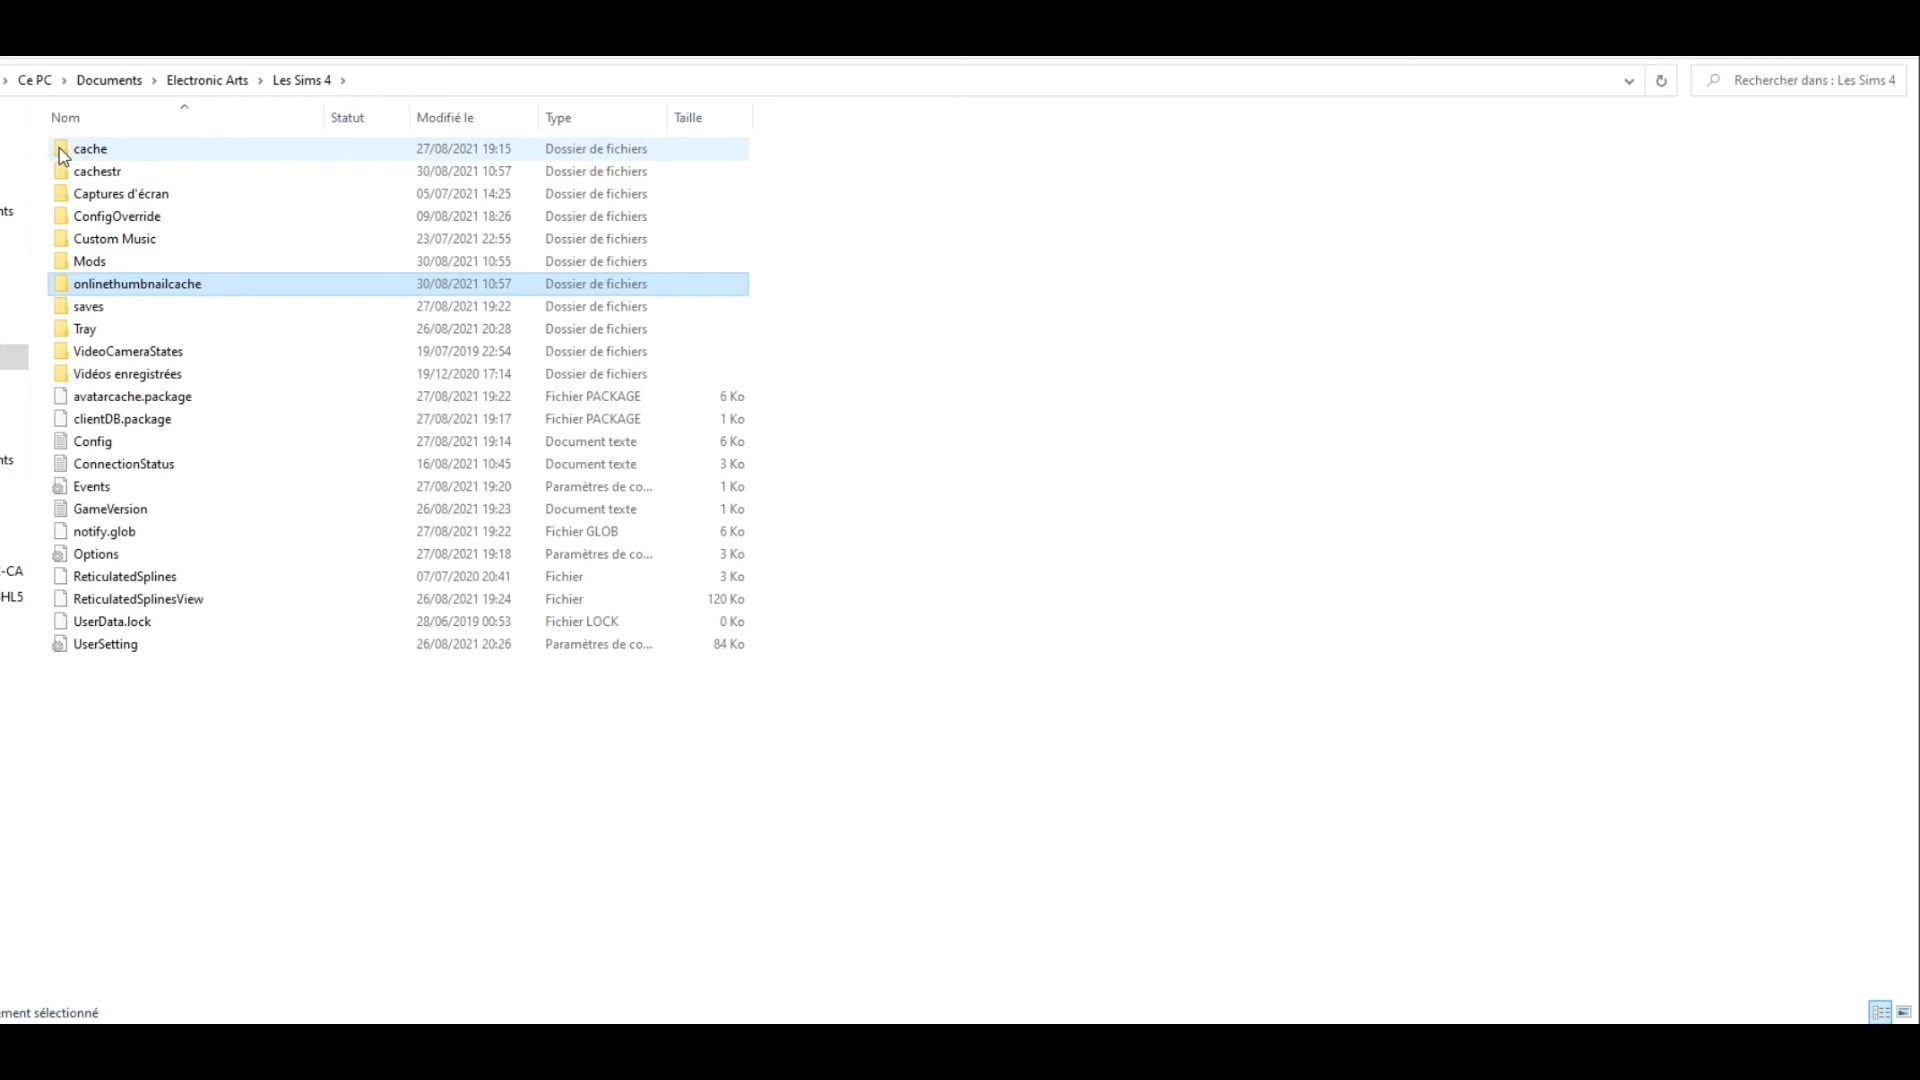 Ce PC > Documents > Electronic Arts > Les Sims 4 >
Rechercher dans : Les Sims 4
Nom Statut Modifié le Type Taille
cache 27/08/2021 19:15 Dossier de fichiers
cachestr 30/08/2021 10:57 Dossier de fichiers
Captures d'écran 05/07/2021 14:25 Dossier de fichiers
ConfigOverride 09/08/2021 18:26 Dossier de fichiers
Custom Music 23/07/2021 22:55 Dossier de fichiers
Mods 30/08/2021 10:55 Dossier de fichiers
onlinethumbnailcache 30/08/2021 10:57 Dossier de fichiers
saves 27/08/2021 19:22 Dossier de fichiers
Tray 26/08/2021 20:28 Dossier de fichiers
VideoCameraStates 19/07/2019 22:54 Dossier de fichiers
Vidéos enregistrées 19/12/2020 17:14 Dossier de fichiers
avatarcache.package 27/08/2021 19:22 Fichier PACKAGE 6 Ko
clientDB.package 27/08/2021 19:17 Fichier PACKAGE 1 Ko
Config 27/08/2021 19:14 Document texte 6 Ko
ConnectionStatus 16/08/2021 10:45 Document texte 3 Ko
Events 27/08/2021 19:20 Paramètres de co... 1 Ko
GameVersion 26/08/2021 19:23 Document texte 1 Ko
notify.glob 27/08/2021 19:22 Fichier GLOB 6 Ko
Options 27/08/2021 19:18 Paramètres de co... 3 Ko
ReticulatedSplines 07/07/2020 20:41 Fichier 3 Ko
ReticulatedSplinesView 26/08/2021 19:24 Fichier 120 Ko
UserData.lock 28/06/2019 00:53 Fichier LOCK 0 Ko
UserSetting 26/08/2021 20:26 Paramètres de co... 84 Ko
nts
nts
-CA
HL5
ment sélectionné